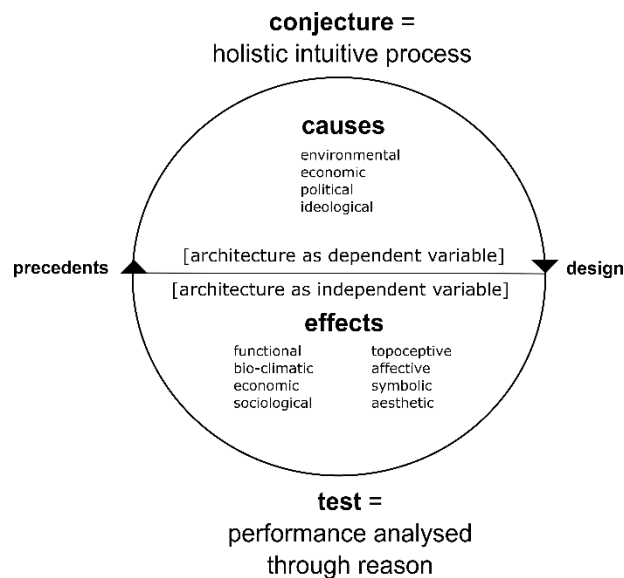 conjecture =
holistic intuitive process
causes
environmental
economic
political
ideological
[architecture as dependent variable]
precedents
design
[architecture as independent variable]
effects
functional
bio-climatic
economic
sociological
topoceptive
affective
symbolic
aesthetic
test =
performance analysed
through reason